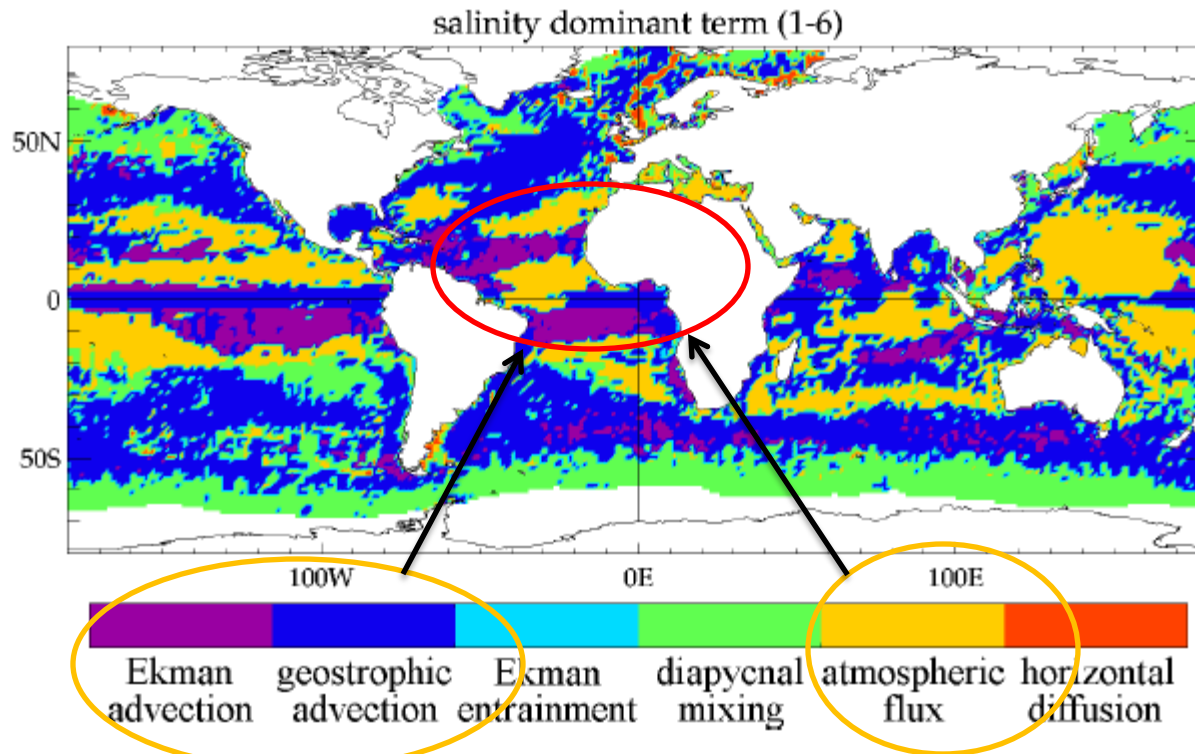 salinity dominant term (1-6)
50N
0
50S
100W 0E 100E
Ekman geostrophic Ekman diapycnal atmospheric horizontal
advection advection entrainment mixing flux diffusion